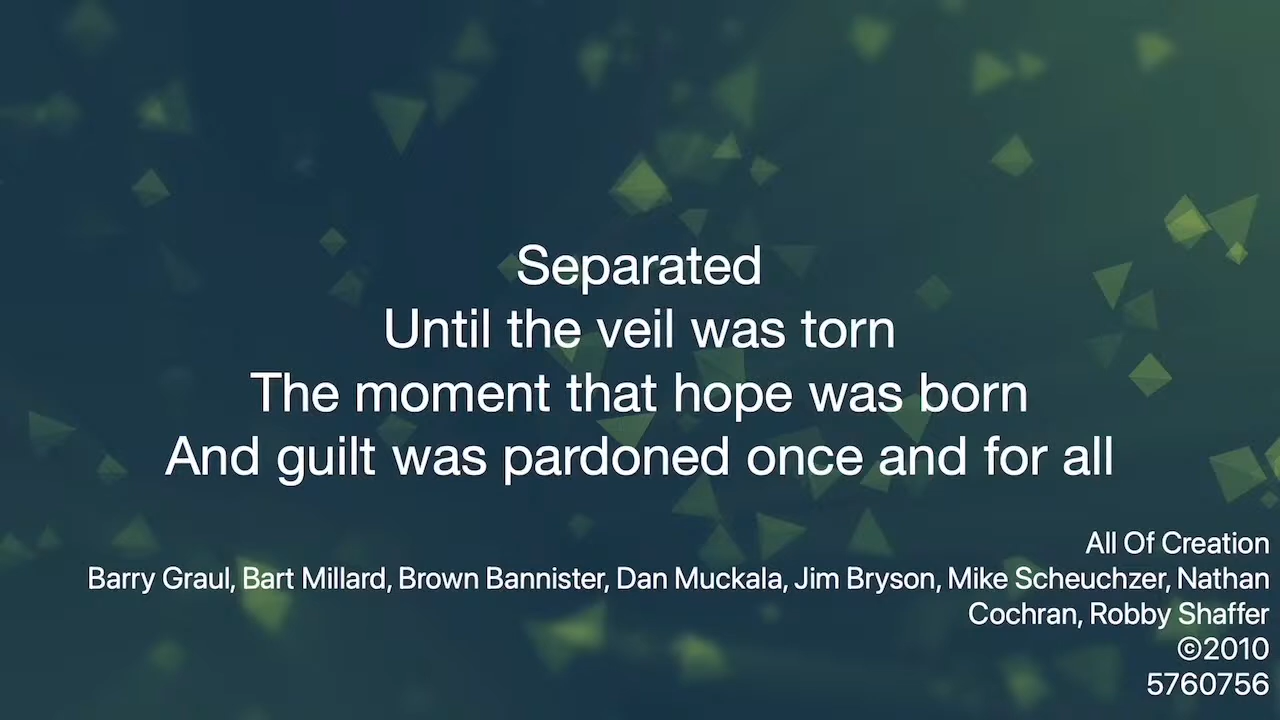 Separated
Until the veil was torn
The moment that hope was born
And guilt was pardoned once and for all
All Of Creation
Barry Graul, Bart Millard, Brown Bannister, Dan Muckala, Jim Bryson, Mike Scheuchzer, Nathan
Cochran, Robby Shaffer
©2010
5760756